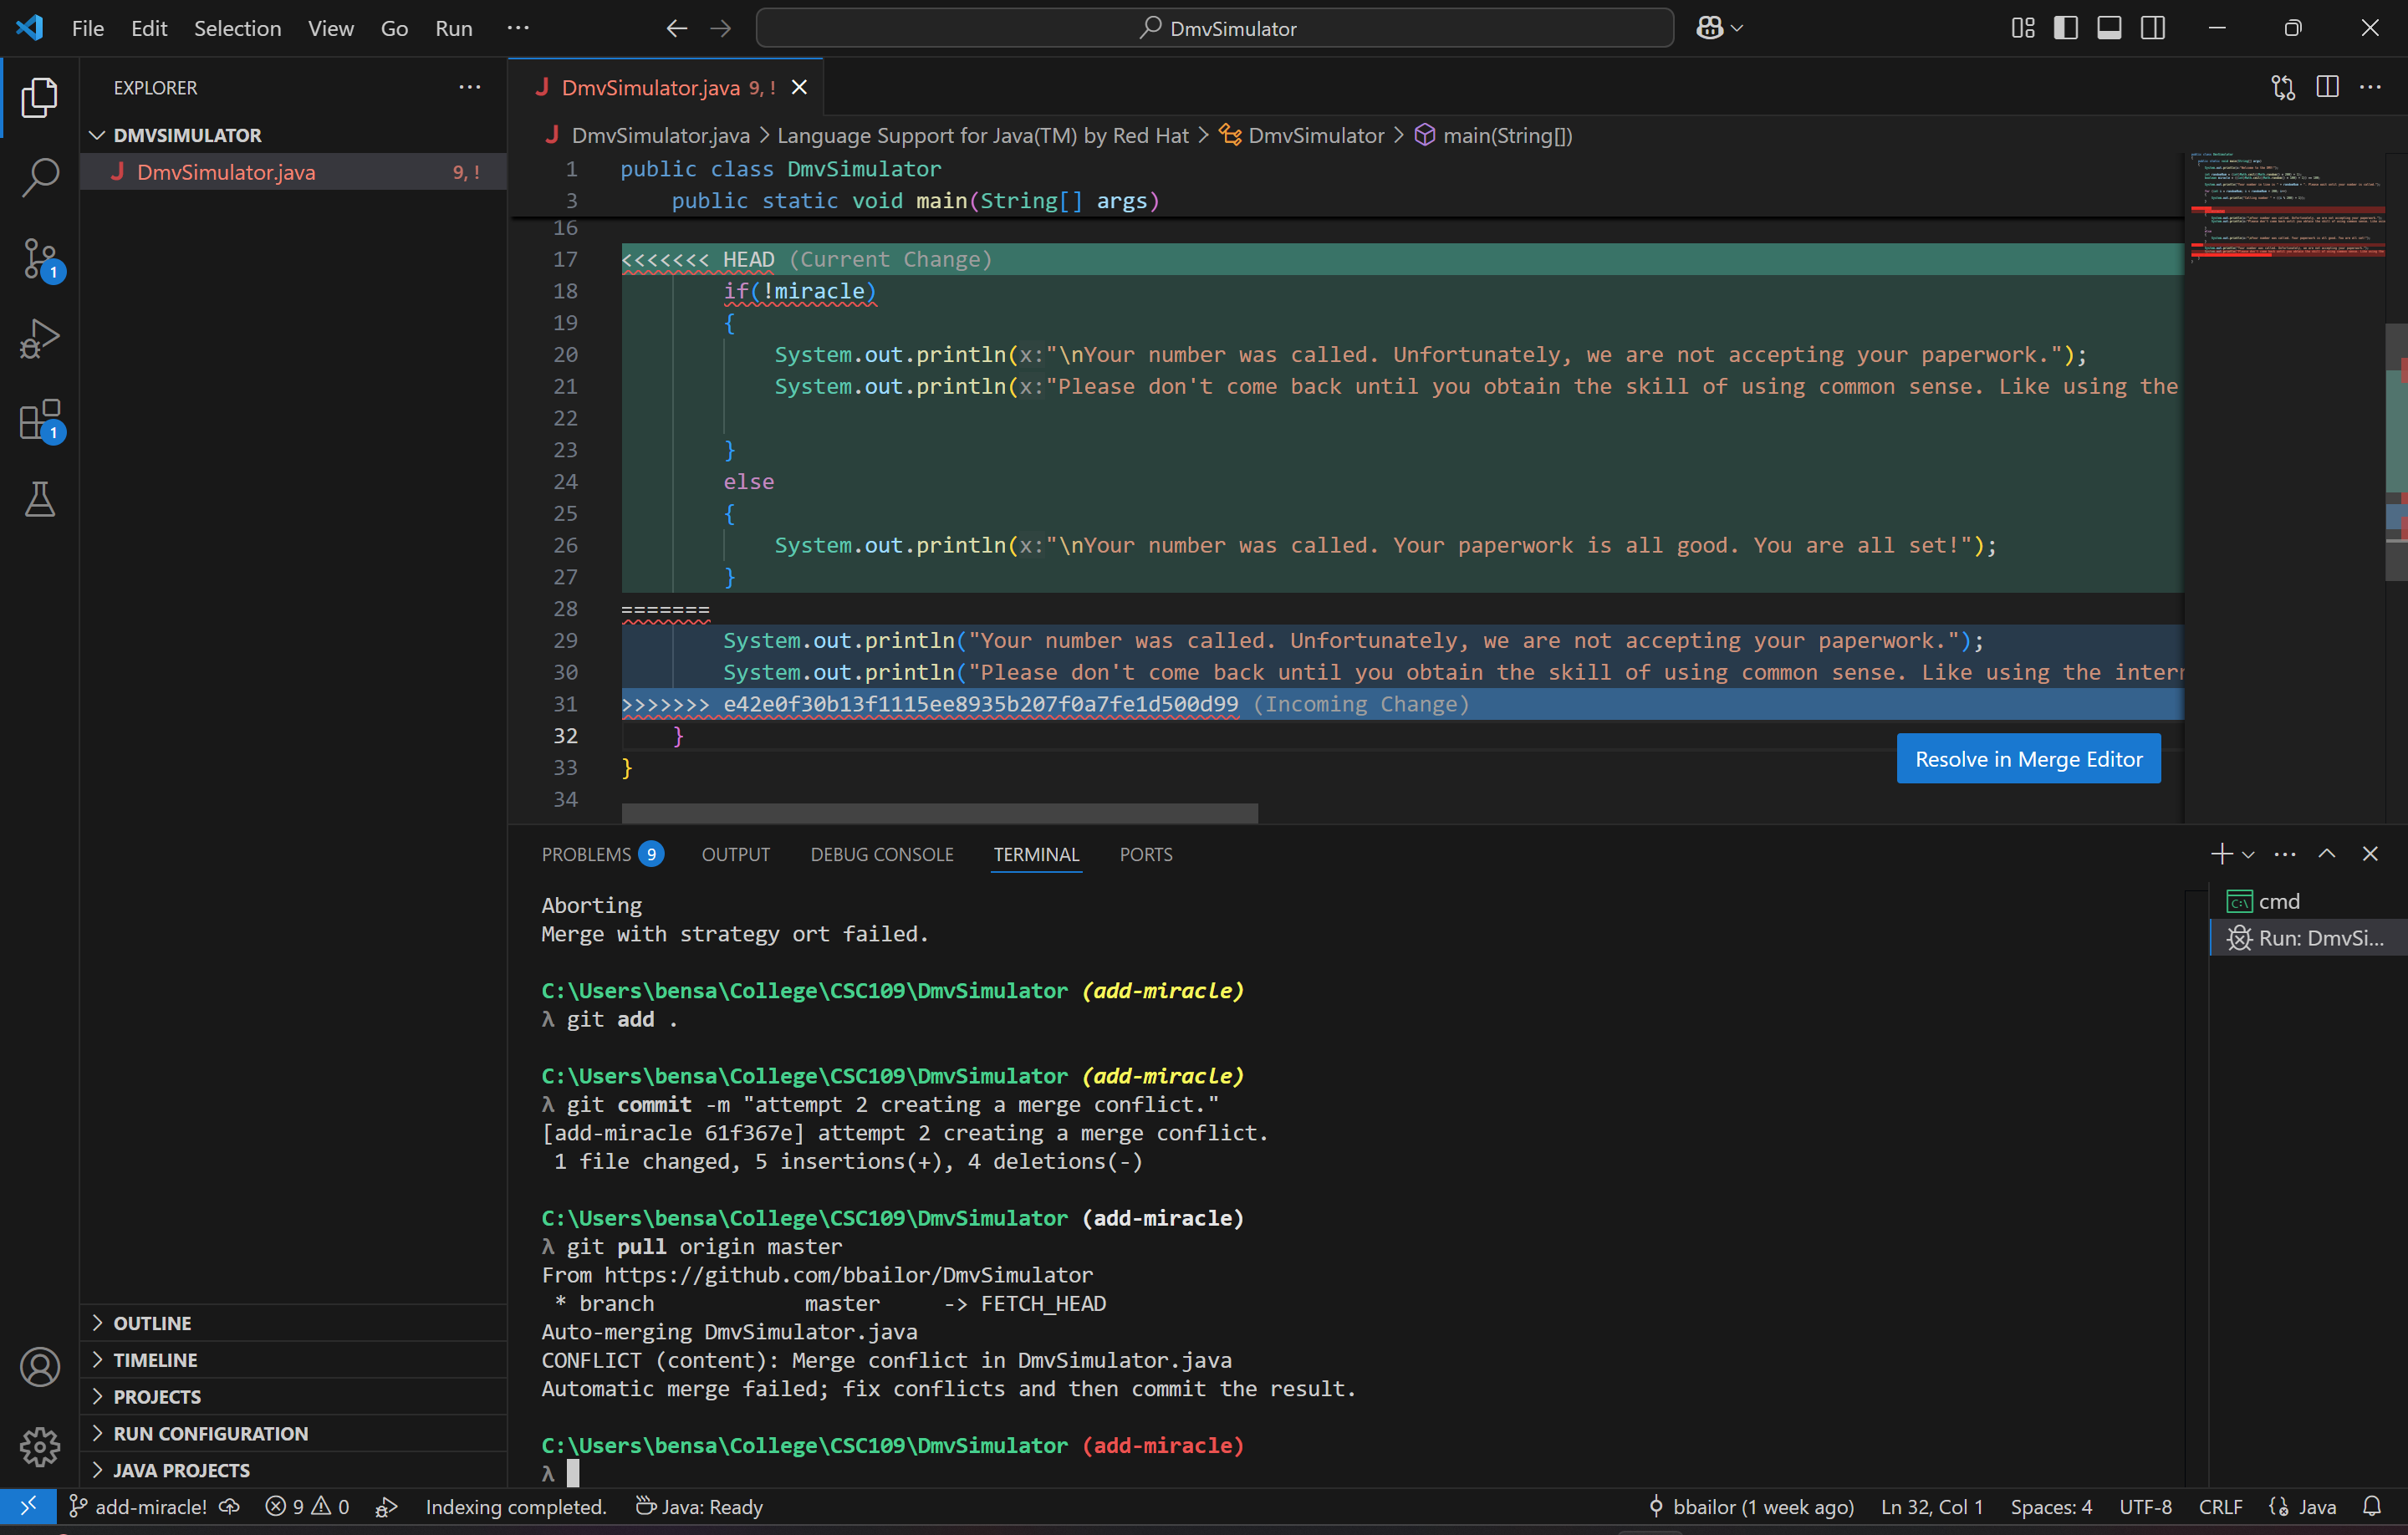 File Edit Selection View Go Run ··· DmvSimulator
EXPLORER
DMVSIMULATOR
DmvSimulator.java 9, !
OUTLINE
TIMELINE
PROJECTS
RUN CONFIGURATION
JAVA PROJECTS
DmvSimulator.java 9, !
DmvSimulator.java > Language Support for Java(TM) by Red Hat > DmvSimulator > main(String[])
1 public class DmvSimulator
3 public static void main(String[] args)
16
17 <<<<<<< HEAD (Current Change)
18 if(!miracle)
19 {
20 System.out.println(x:"\nYour number was called. Unfortunately, we are not accepting your paperwork.");
21 System.out.println(x:"Please don't come back until you obtain the skill of using common sense. Like using the
22
23 }
24 else
25 {
26 System.out.println(x:"\nYour number was called. Your paperwork is all good. You are all set!");
27 }
28 =======
29 System.out.println("Your number was called. Unfortunately, we are not accepting your paperwork.");
30 System.out.println("Please don't come back until you obtain the skill of using common sense. Like using the intern
31 >>>>>>> e42e0f30b13f1115ee8935b207f0a7fe1d500d99 (Incoming Change)
32 }
33 }
34
Resolve in Merge Editor
PROBLEMS 9 OUTPUT DEBUG CONSOLE TERMINAL PORTS
cmd
Run: DmvSi...
Aborting
Merge with strategy ort failed.
C:\Users\bensa\College\CSC109\DmvSimulator (add-miracle)
λ git add .
C:\Users\bensa\College\CSC109\DmvSimulator (add-miracle)
λ git commit -m "attempt 2 creating a merge conflict."
[add-miracle 61f367e] attempt 2 creating a merge conflict.
1 file changed, 5 insertions(+), 4 deletions(-)
C:\Users\bensa\College\CSC109\DmvSimulator (add-miracle)
λ git pull origin master
From https://github.com/bbailor/DmvSimulator
* branch master -> FETCH_HEAD
Auto-merging DmvSimulator.java
CONFLICT (content): Merge conflict in DmvSimulator.java
Automatic merge failed; fix conflicts and then commit the result.
C:\Users\bensa\College\CSC109\DmvSimulator (add-miracle)
λ
add-miracle! 9 0 Indexing completed. Java: Ready bbailor (1 week ago) Ln 32, Col 1 Spaces: 4 UTF-8 CRLF Java